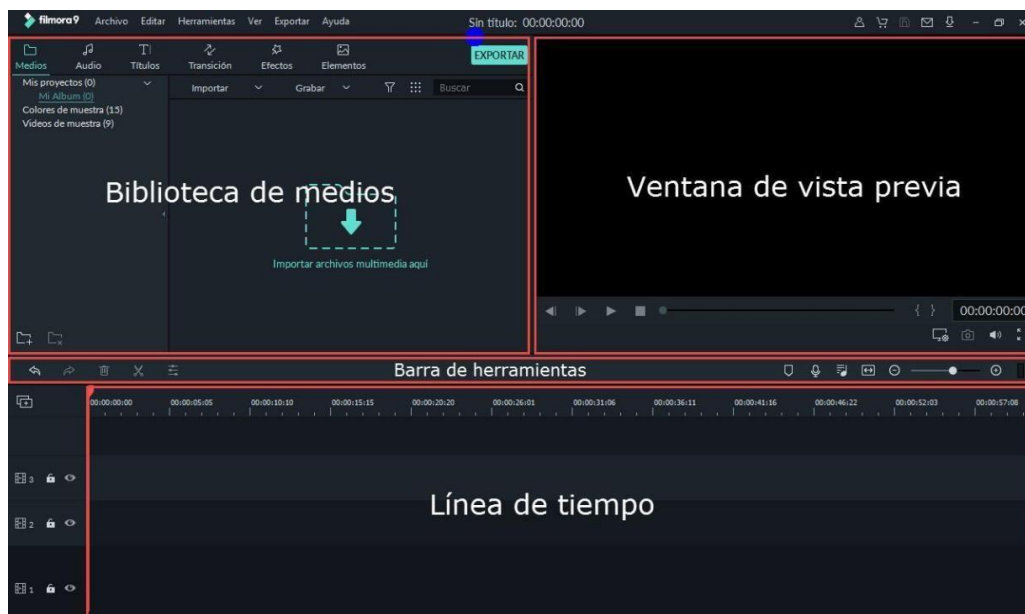 filmora9 Archivo Editar Herramientas Ver Exportar Ayuda Sin título: 00:00:00:00
Medios Audio Títulos Transición Efectos Elementos EXPORTAR
Mis proyectos (0) Importar Grabar Buscar
Mi Album (0)
Colores de muestra (15)
Videos de muestra (9)
Biblioteca de medios
Importar archivos multimedia aquí
Ventana de vista previa
{ } 00:00:00:00
Barra de herramientas
00:00:00:00 00:00:05:05 00:00:10:10 00:00:15:15 00:00:20:20 00:00:26:01 00:00:31:06 00:00:36:11 00:00:41:16 00:00:46:22 00:00:52:03 00:00:57:08
3
Línea de tiempo
2
1